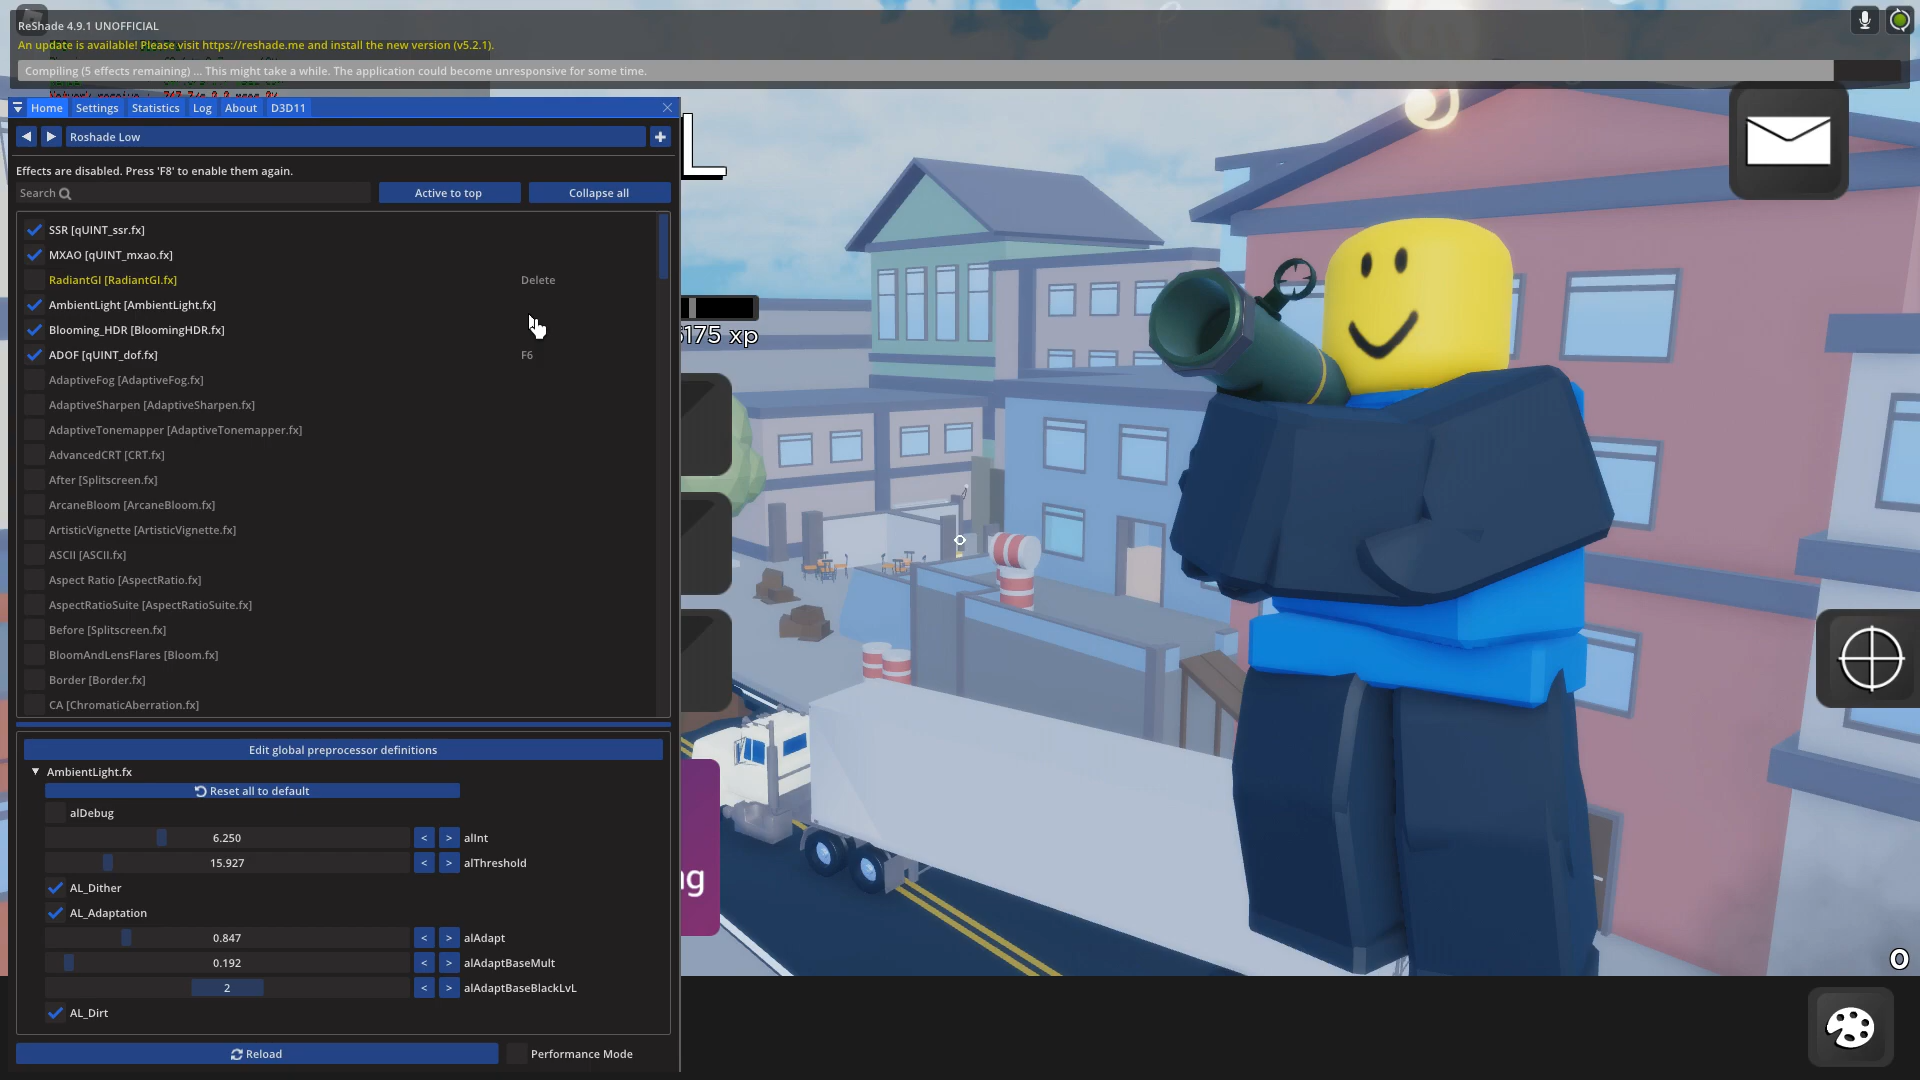 ReShade 4.9.1 UNOFFICIAL
An update is available! Please visit https://reshade.me and install the new version (v5.2.1).
Compiling (5 effects remaining) ... This might take a while. The application could become unresponsive for some time.
Home Settings Statistics Log About D3D11
Roshade Low
Effects are disabled. Press 'F8' to enable them again.
Search Active to top Collapse all
SSR [qUINT_ssr.fx]
MXAO [qUINT_mxao.fx]
RadiantGI [RadiantGI.fx] Delete
AmbientLight [AmbientLight.fx]
Blooming_HDR [BloomingHDR.fx]
ADOF [qUINT_dof.fx] F6
AdaptiveFog [AdaptiveFog.fx]
AdaptiveSharpen [AdaptiveSharpen.fx]
AdaptiveTonemapper [AdaptiveTonemapper.fx]
AdvancedCRT [CRT.fx]
After [Splitscreen.fx]
ArcaneBloom [ArcaneBloom.fx]
ArtisticVignette [ArtisticVignette.fx]
ASCII [ASCII.fx]
Aspect Ratio [AspectRatio.fx]
AspectRatioSuite [AspectRatioSuite.fx]
Before [Splitscreen.fx]
BloomAndLensFlares [Bloom.fx]
Border [Border.fx]
CA [ChromaticAberration.fx]
Edit global preprocessor definitions
AmbientLight.fx
Reset all to default
alDebug
6.250 < > alInt
15.927 < > alThreshold
AL_Dither
AL_Adaptation
0.847 < > alAdapt
0.192 < > alAdaptBaseMult
2 < > alAdaptBaseBlackLvL
AL_Dirt
Reload Performance Mode
L
5175 xp
ng
0